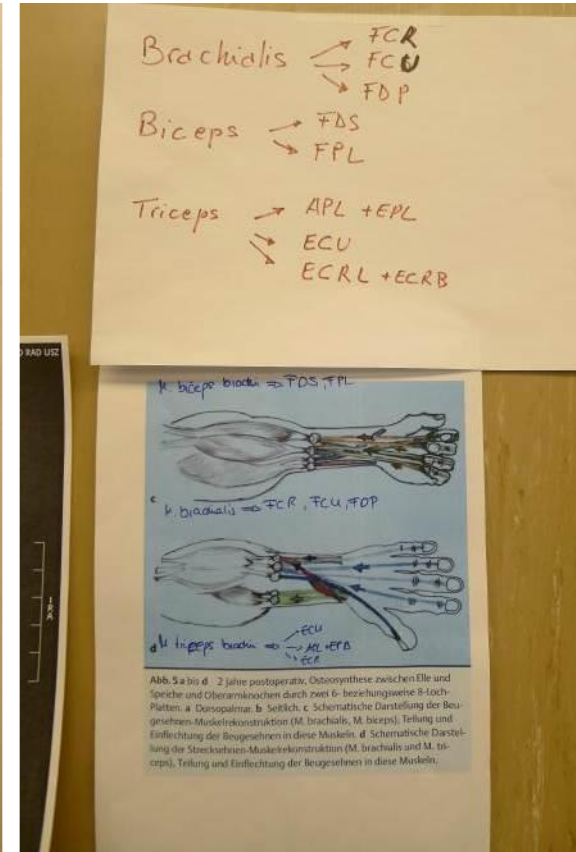 Brachialis → FCR
→ FCU
→ FDP
Biceps → FDS
→ FPL
Triceps → APL + EPL
→ ECU
→ ECRL + ECRB
RAD USZ
M. biceps brachii ⇒ FDS, FPL
c
M. brachialis ⇒ FCR, FCU, FDP
d M triceps brachii ⇒ → ECU
→ APL + EPB
→ ECR
Abb. 5 a bis d 2 Jahre postoperativ, Osteosynthese zwischen Elle und
Speiche und Oberarmknochen durch zwei 6- beziehungsweise 8-Loch-
Platten. a Dorsopalmar. b Seitlich. c Schematische Darstellung der Beu-
gesehnen-Muskelrekonstruktion (M. brachialis, M. biceps), Teilung und
Einflechtung der Beugesehnen in diese Muskeln. d Schematische Darstel-
lung der Strecksehnen-Muskelrekonstruktion (M. brachialis und M. tri-
ceps), Teilung und Einflechtung der Beugesehnen in diese Muskeln.